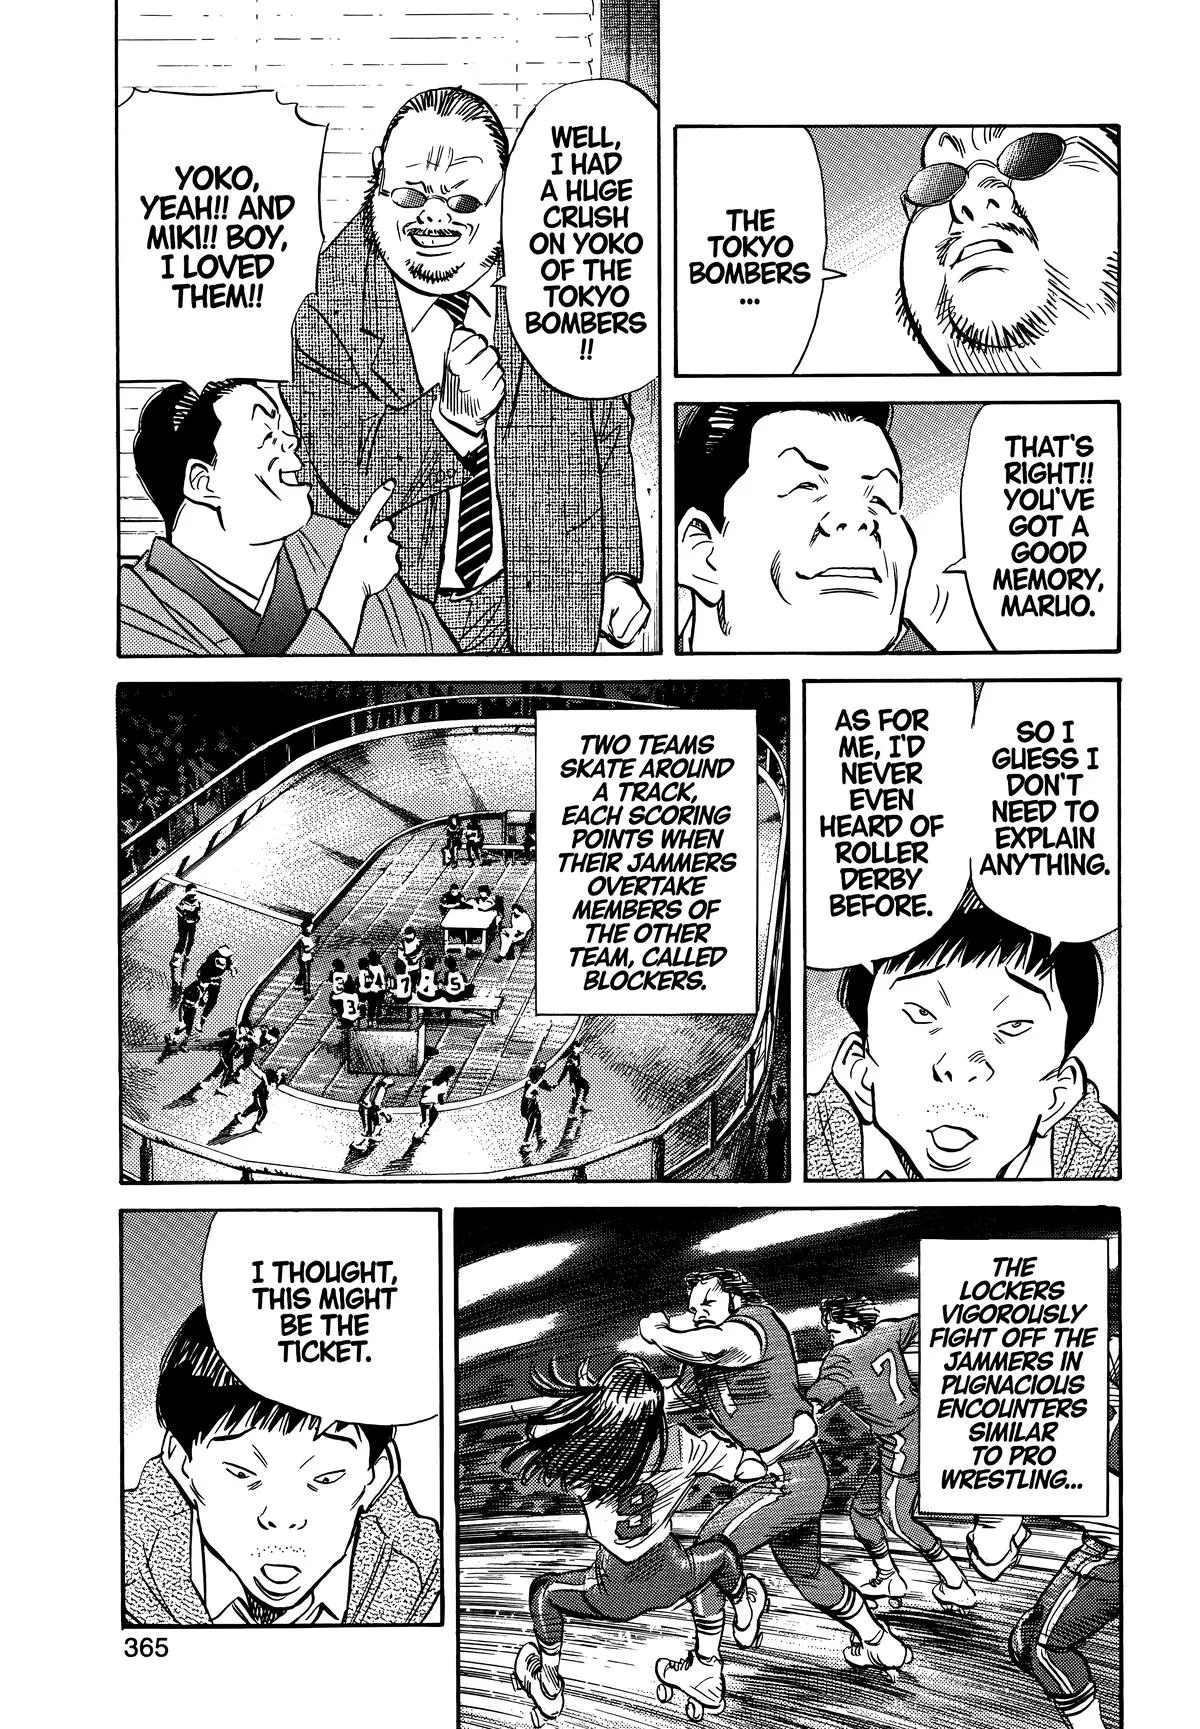 THE
TOKYO
BOMBERS
...
WELL,
I HAD
A HUGE
CRUSH
ON YOKO
OF THE
TOKYO
BOMBERS
!!
YOKO,
YEAH!! AND
MIKI!! BOY,
I LOVED
THEM!!
THAT'S
RIGHT!!
YOU'VE
GOT A
GOOD
MEMORY,
MARUO.
SO I
GUESS I
DON'T
NEED TO
EXPLAIN
ANYTHING.
AS FOR
ME, I'D
NEVER
EVEN
HEARD OF
ROLLER
DERBY
BEFORE.
TWO TEAMS
SKATE AROUND
A TRACK,
EACH SCORING
POINTS WHEN
THEIR JAMMERS
OVERTAKE
MEMBERS OF
THE OTHER
TEAM, CALLED
BLOCKERS.
3
7
4
5
THE
LOCKERS
VIGOROUSLY
FIGHT OFF THE
JAMMERS IN
PUGNACIOUS
ENCOUNTERS
SIMILAR
TO PRO
WRESTLING...
7
I THOUGHT,
THIS MIGHT
BE THE
TICKET.
365